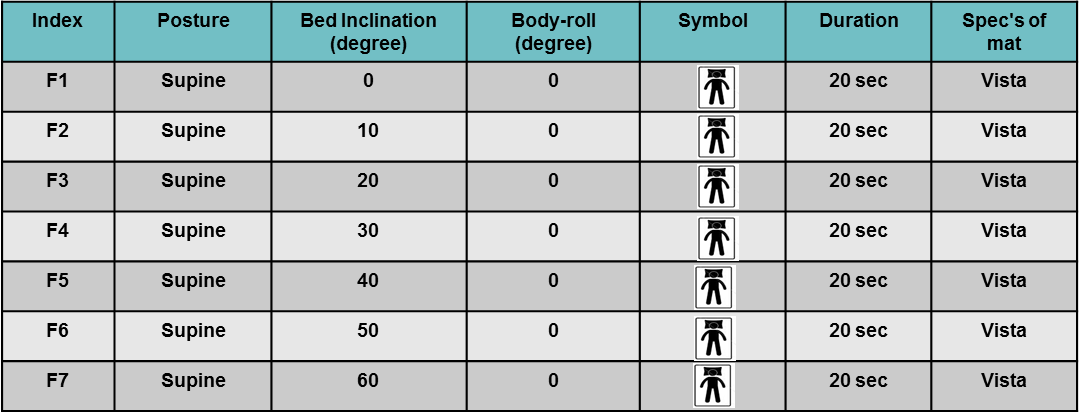 Index Posture Bed Inclination (degree) Body-roll (degree) Symbol Duration Spec's of mat
F1 Supine 0 0 20 sec Vista
F2 Supine 10 0 20 sec Vista
F3 Supine 20 0 20 sec Vista
F4 Supine 30 0 20 sec Vista
F5 Supine 40 0 20 sec Vista
F6 Supine 50 0 20 sec Vista
F7 Supine 60 0 20 sec Vista